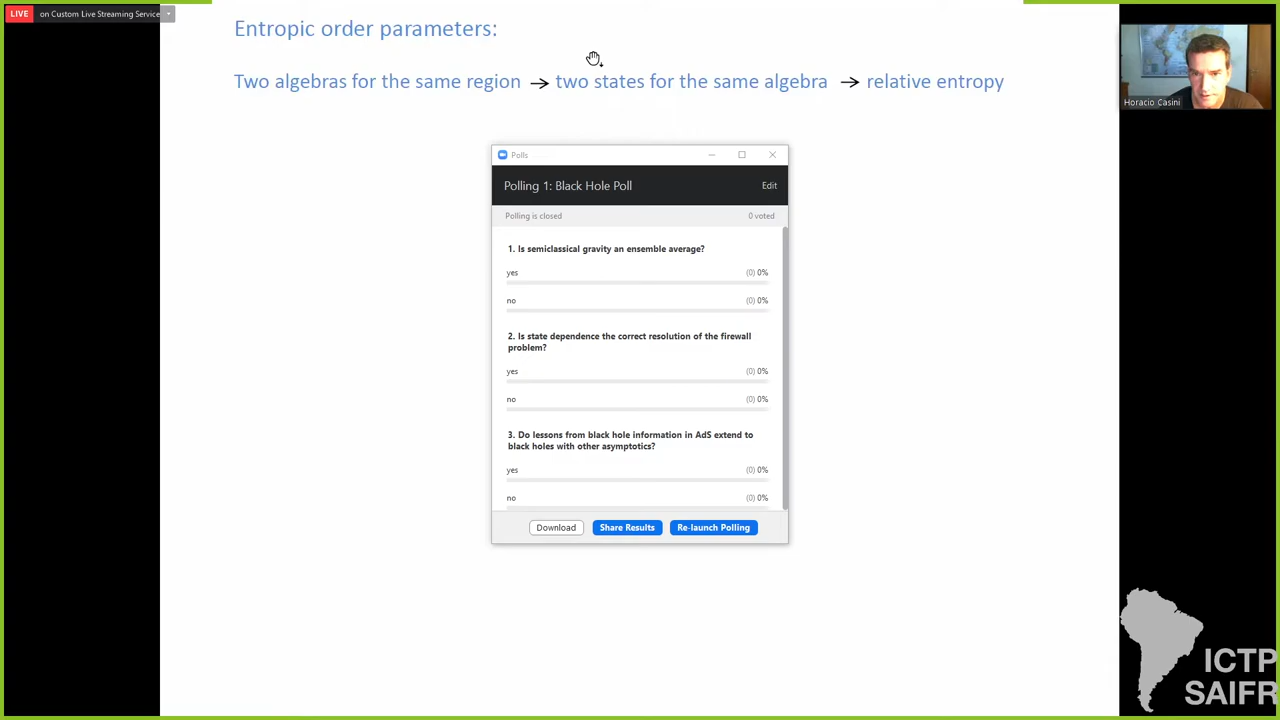 LIVE on Custom Live Streaming Service
Entropic order parameters:
Two algebras for the same region → two states for the same algebra → relative entropy
Horacio Casini
Polls
Polling 1: Black Hole Poll Edit
Polling is closed 0 voted
1. Is semiclassical gravity an ensemble average?
yes (0) 0%
no (0) 0%
2. Is state dependence the correct resolution of the firewall
problem?
yes (0) 0%
no (0) 0%
3. Do lessons from black hole information in AdS extend to
black holes with other asymptotics?
yes (0) 0%
no (0) 0%
Download Share Results Re-launch Polling
ICTP
SAIFR